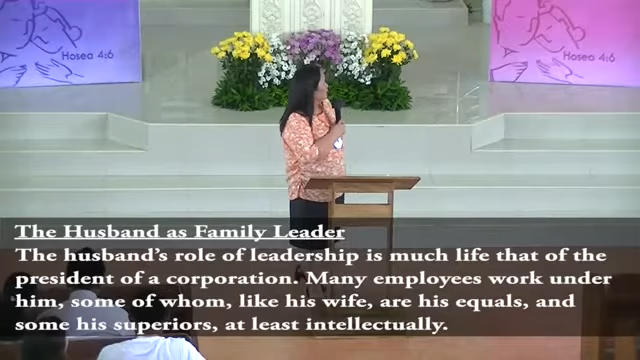 Hosea 4:6
Hosea 4:6
The Husband as Family Leader
The husband's role of leadership is much life that of the
president of a corporation. Many employees work under
him, some of whom, like his wife, are his equals, and
some his superiors, at least intellectually.